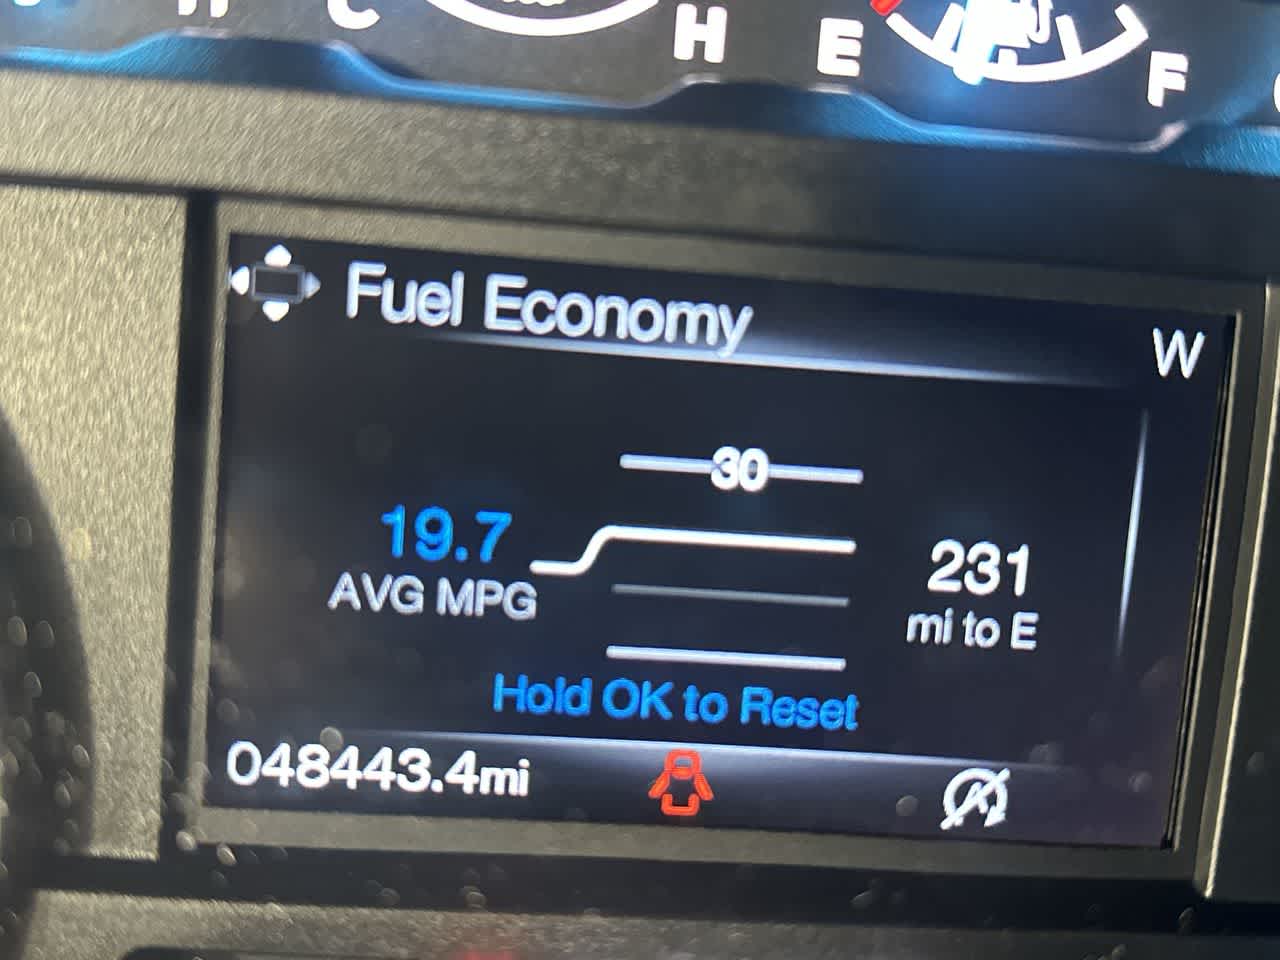 C H E F
Fuel Economy
W
30
19.7
AVG MPG
231
mi to E
Hold OK to Reset
048443.4mi
A